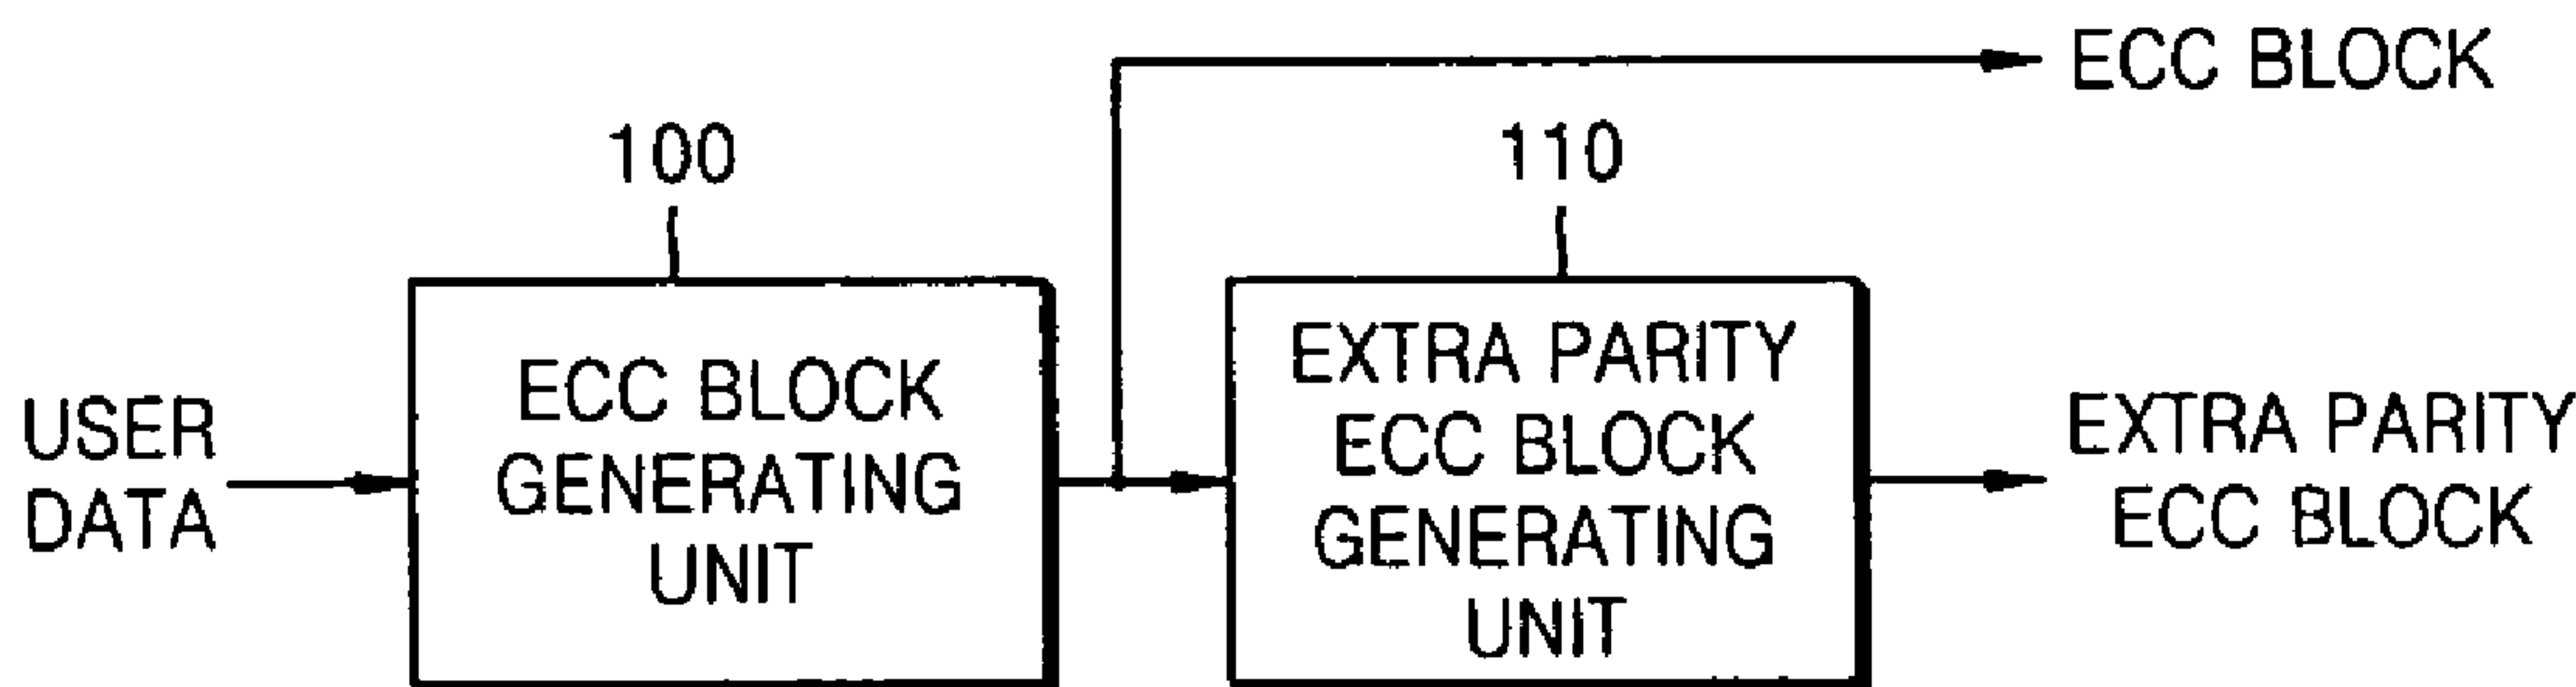 ECC BLOCK
100
110
USER
DATA
ECC BLOCK
GENERATING
UNIT
EXTRA PARITY
ECC BLOCK
GENERATING
UNIT
EXTRA PARITY
ECC BLOCK